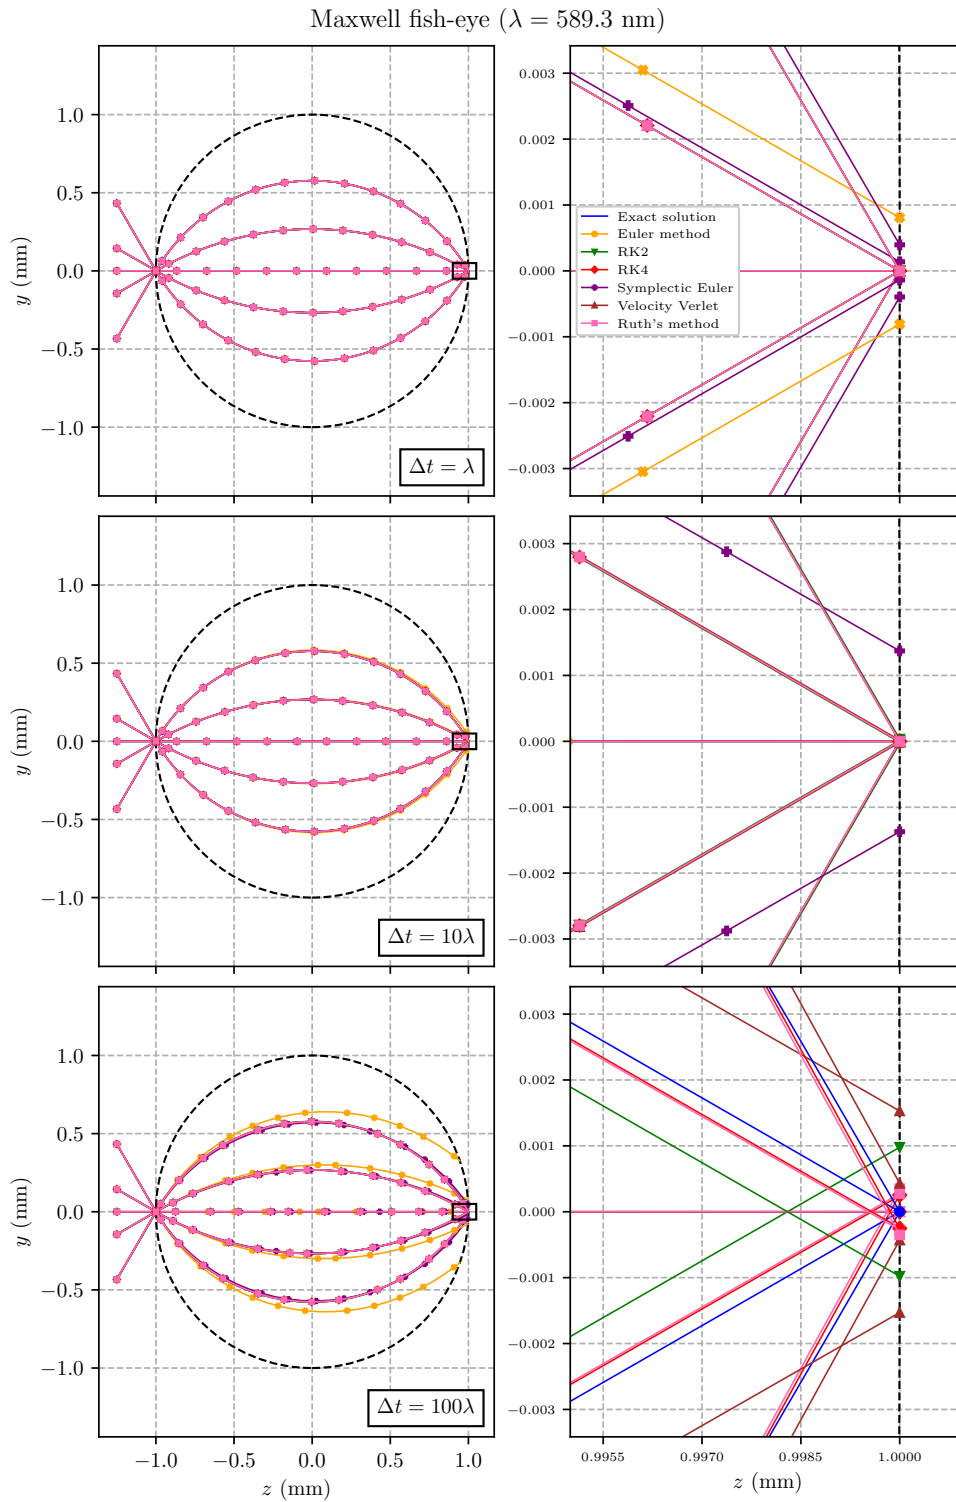 Maxwell fish-eye (λ = 589.3 nm)
1.0
0.5
0.0
−0.5
−1.0
y (mm)
Δt = λ
0.003
0.002
0.001
0.000
−0.001
−0.002
−0.003
Exact solution
Euler method
RK2
RK4
Symplectic Euler
Velocity Verlet
Ruth's method
1.0
0.5
0.0
−0.5
−1.0
y (mm)
Δt = 10λ
0.003
0.002
0.001
0.000
−0.001
−0.002
−0.003
1.0
0.5
0.0
−0.5
−1.0
y (mm)
Δt = 100λ
−1.0 −0.5 0.0 0.5 1.0
z (mm)
0.003
0.002
0.001
0.000
−0.001
−0.002
−0.003
0.9955 0.9970 0.9985 1.0000
z (mm)